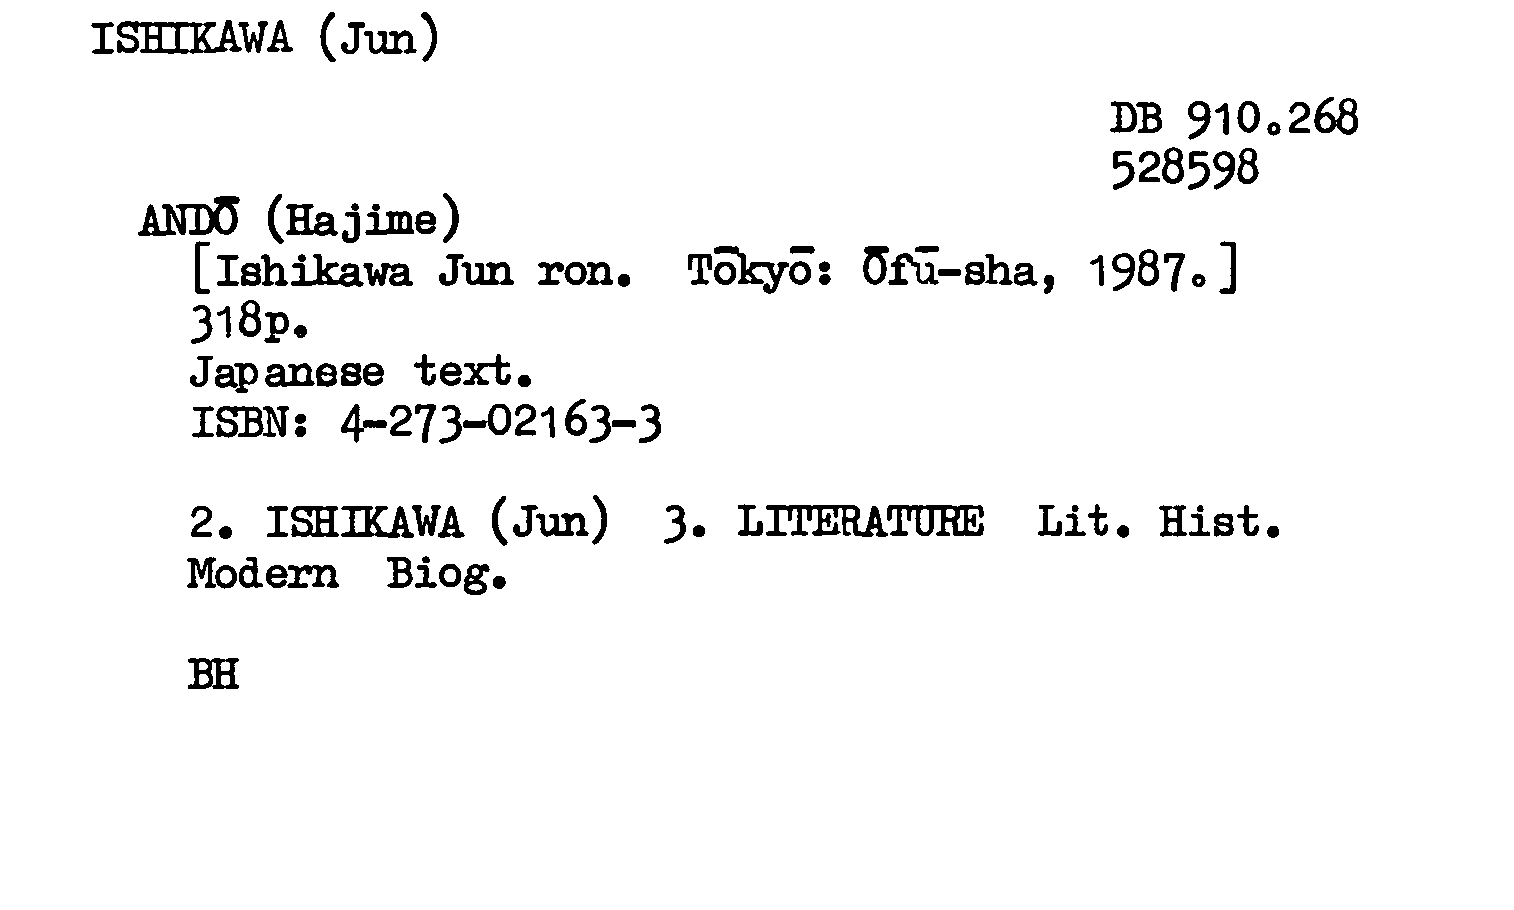 ISHIKAWA (Jun)
DB 910.268
528598
ANDŌ (Hajime)
[Ishikawa Jun ron. Tōkyō: Ōfū-sha, 1987.]
318p.
Japanese text.
ISBN: 4-273-02163-3
2. ISHIKAWA (Jun) 3. LITERATURE Lit. Hist.
Modern Biog.
BH